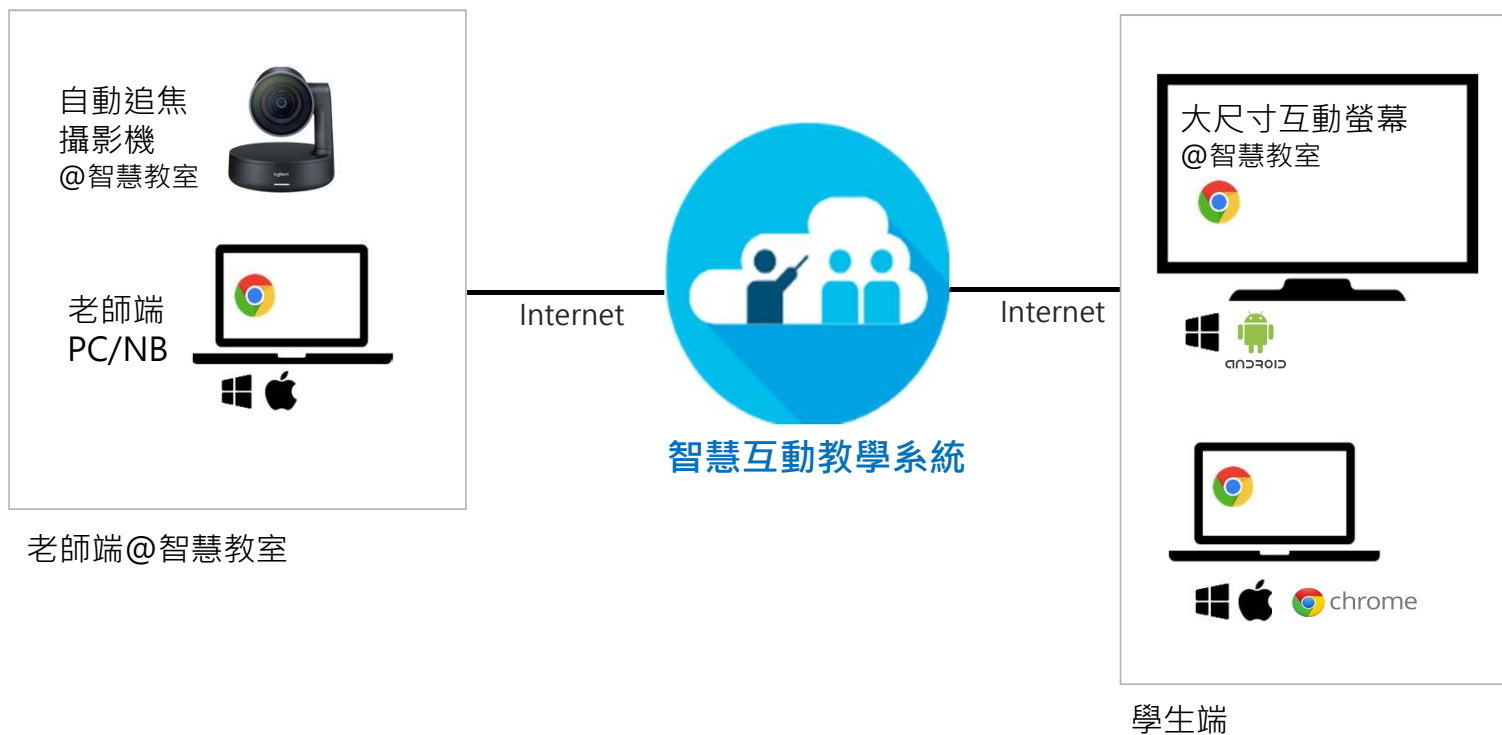 自動追焦
攝影機
@智慧教室
logitech
老師端
PC/NB
Internet
智慧互動教學系統
Internet
老師端@智慧教室
大尺寸互動螢幕
@智慧教室
android
chrome
學生端